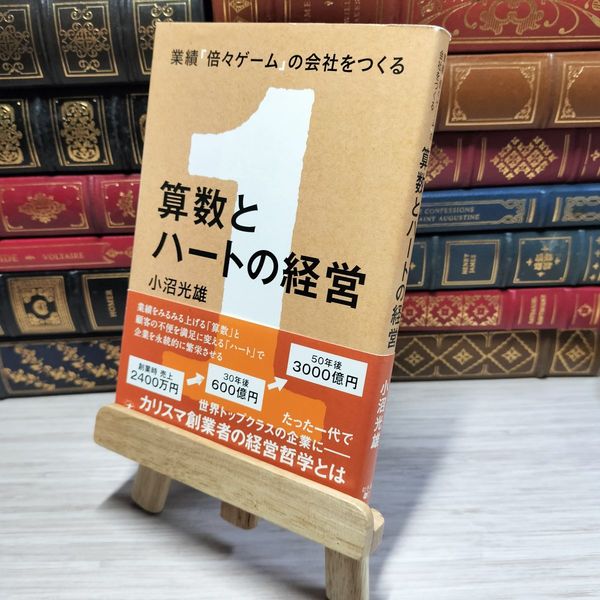 業績「倍々ゲーム」の会社をつくる
1
算数と
ハートの経営
小沼光雄
業績をみるみる上げる「算数」と
顧客の不便を満足に変える「ハート」で
企業を永続的に繁栄させる
創業時 売上
2400万円
30年後
600億円
50年後
3000億円
たった一代で
世界トップクラスの企業に――
カリスマ創業者の経営哲学とは
算数とハートの経営
小沼光雄
VOLTAIRE
HOMER
CONFESSIONS
SAINT AUGUSTINE
HENRY
JAMES